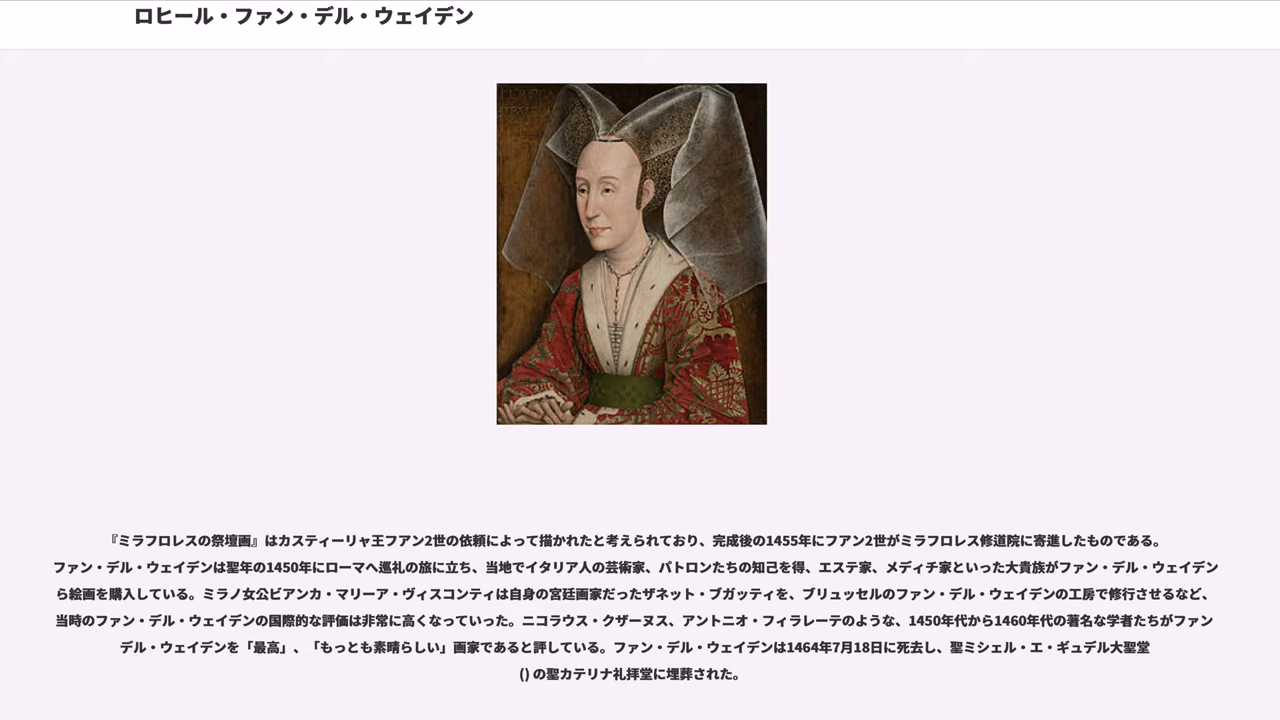 ロヒール・ファン・デル・ウェイデン
『ミラフロレスの祭壇画』はカスティーリャ王フアン2世の依頼によって描かれたと考えられており、完成後の1455年にフアン2世がミラフロレス修道院に寄進したものである。
ファン・デル・ウェイデンは聖年の1450年にローマへ巡礼の旅に立ち、当地でイタリア人の芸術家、パトロンたちの知己を得、エステ家、メディチ家といった大貴族がファン・デル・ウェイデン
ら絵画を購入している。ミラノ女公ビアンカ・マリーア・ヴィスコンティは自身の宮廷画家だったザネット・ブガッティを、ブリュッセルのファン・デル・ウェイデンの工房で修行させるなど、
当時のファン・デル・ウェイデンの国際的な評価は非常に高くなっていった。ニコラウス・クザーヌス、アントニオ・フィラレーテのような、1450年代から1460年代の著名な学者たちがファン
デル・ウェイデンを「最高」、「もっとも素晴らしい」画家であると評している。ファン・デル・ウェイデンは1464年7月18日に死去し、聖ミシェル・エ・ギュデル大聖堂
() の聖カテリナ礼拝堂に埋葬された。